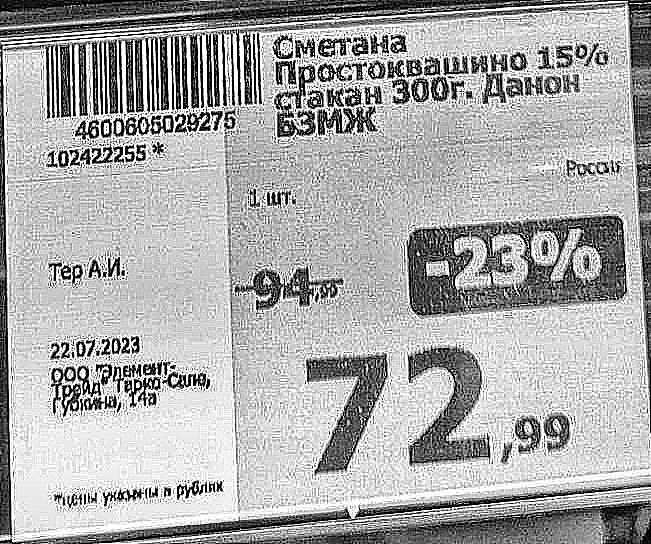 Сметана
Простоквашино 15%
стакан 300г. Данон
БЗМЖ
4600605029275
102422255 *
Россия
1 шт.
Тер А.И.
-23%
94,99
22.07.2023
ООО "Элемент-
Трейд" Тарко-Сале,
Губкина, 14а
72,99
*цены указаны в рублях